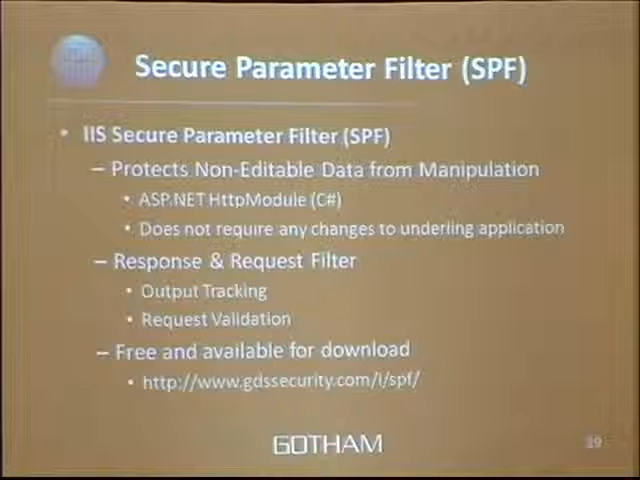 Secure Parameter Filter (SPF)
• IIS Secure Parameter Filter (SPF)
– Protects Non-Editable Data from Manipulation
• ASP.NET HttpModule (C#)
• Does not require any changes to underling application
– Response & Request Filter
• Output Tracking
• Request Validation
– Free and available for download
• http://www.gdssecurity.com/l/spf/
GOTHAM
39